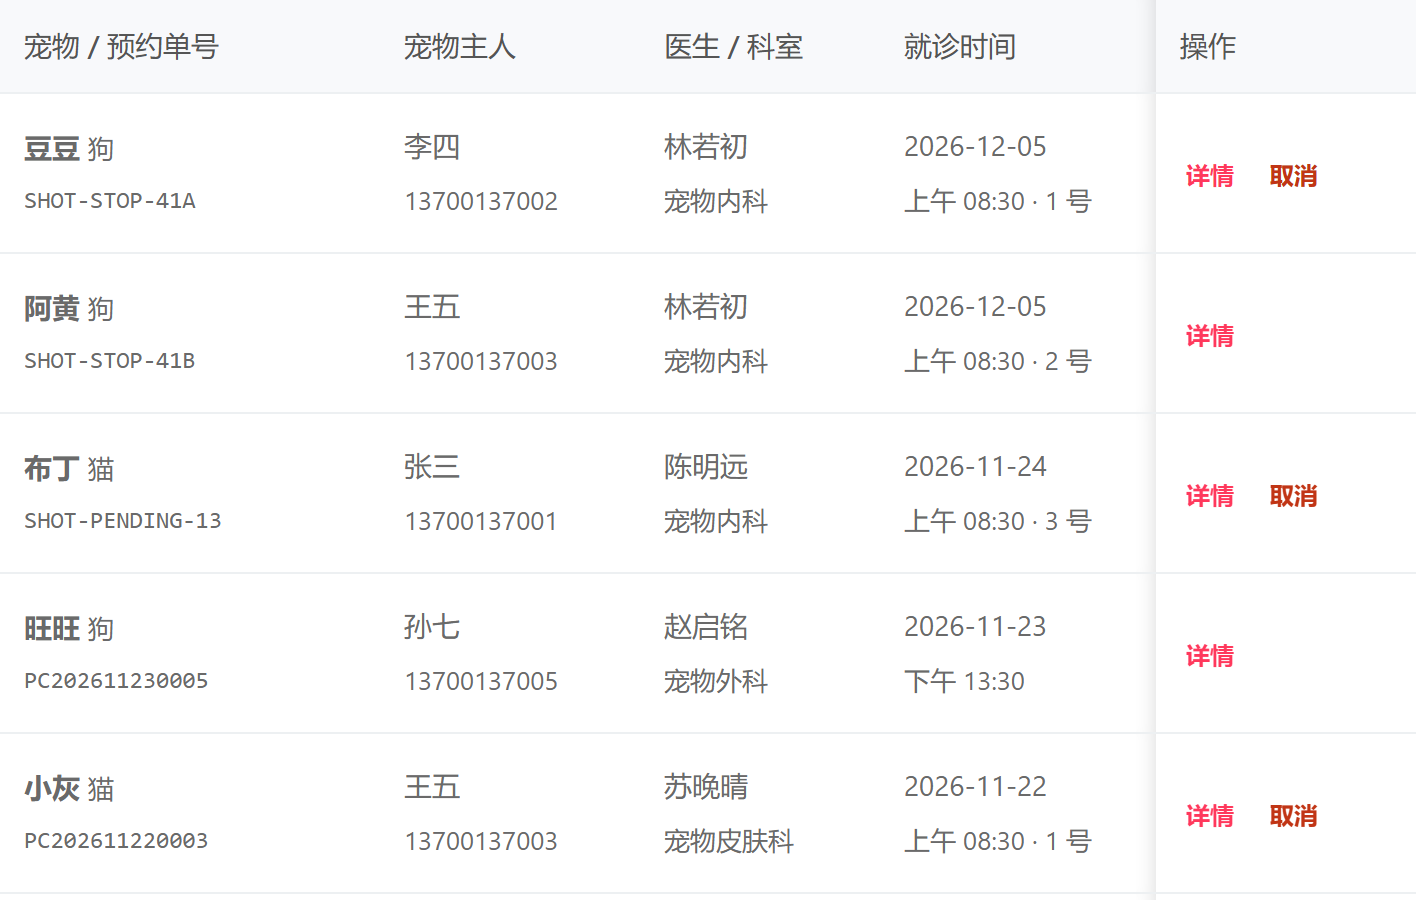 宠物 / 预约单号 宠物主人 医生 / 科室 就诊时间 操作
豆豆 狗 李四 林若初 2026-12-05
详情 取消
SHOT-STOP-41A 13700137002 宠物内科 上午 08:30 · 1 号
阿黄 狗 王五 林若初 2026-12-05
详情
SHOT-STOP-41B 13700137003 宠物内科 上午 08:30 · 2 号
布丁 猫 张三 陈明远 2026-11-24
详情 取消
SHOT-PENDING-13 13700137001 宠物内科 上午 08:30 · 3 号
旺旺 狗 孙七 赵启铭 2026-11-23
详情
PC202611230005 13700137005 宠物外科 下午 13:30
小灰 猫 王五 苏晚晴 2026-11-22
详情 取消
PC202611220003 13700137003 宠物皮肤科 上午 08:30 · 1 号